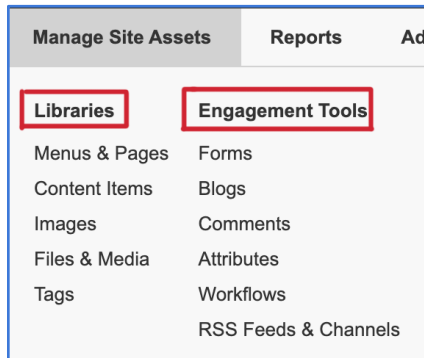 Manage Site Assets
Reports
Ad
Libraries
Menus & Pages
Content Items
Images
Files & Media
Tags
Engagement Tools
Forms
Blogs
Comments
Attributes
Workflows
RSS Feeds & Channels